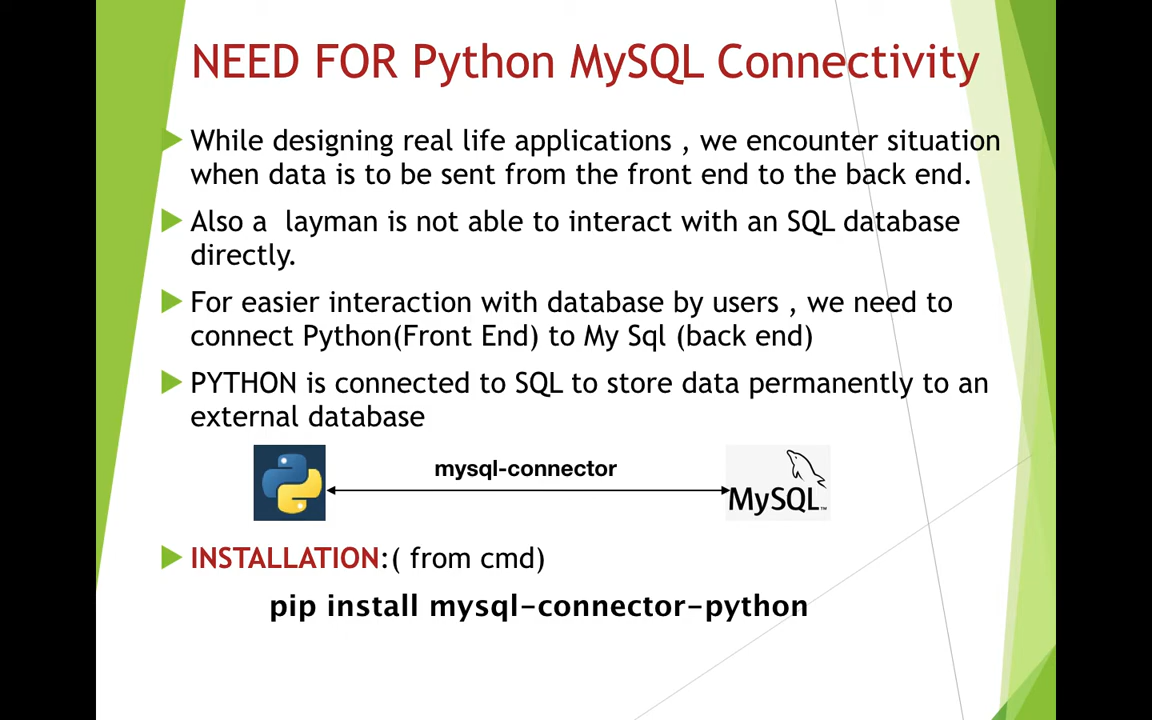 NEED FOR Python MySQL Connectivity
While designing real life applications , we encounter situation
when data is to be sent from the front end to the back end.
Also a layman is not able to interact with an SQL database
directly.
For easier interaction with database by users , we need to
connect Python(Front End) to My Sql (back end)
PYTHON is connected to SQL to store data permanently to an
external database
mysql-connector
MySQL™
INSTALLATION:( from cmd)
pip install mysql-connector-python